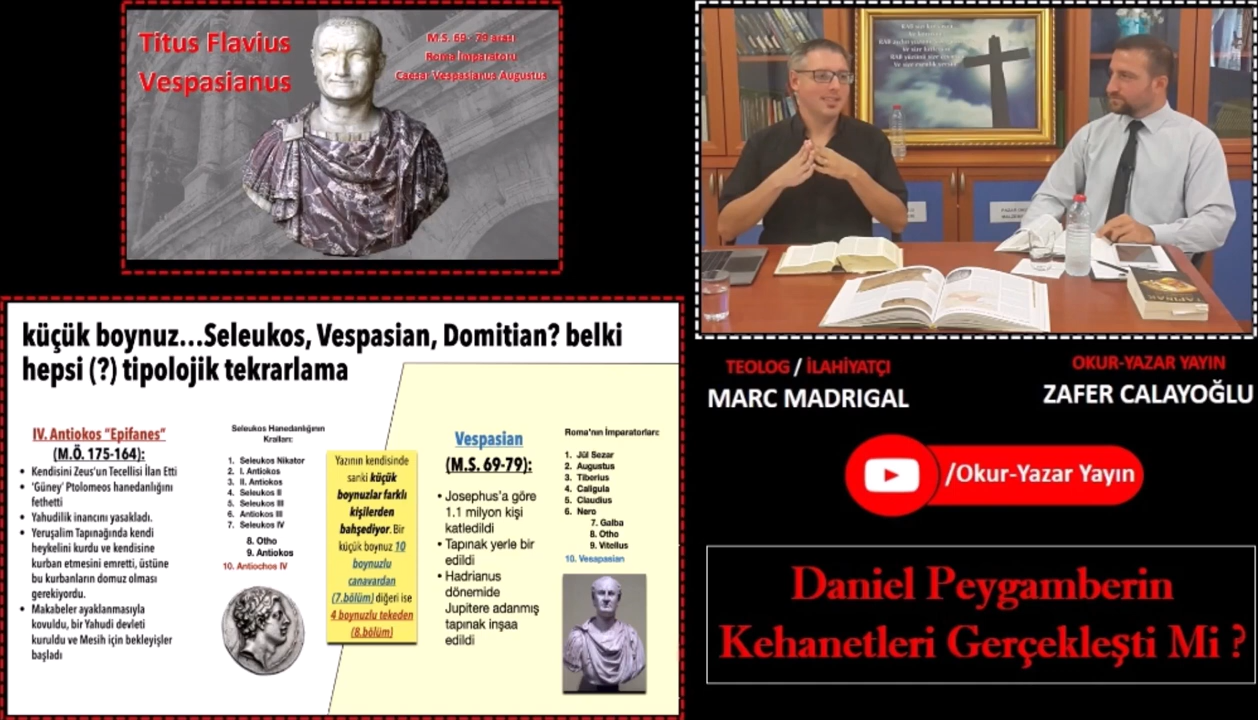 Titus Flavius
Vespasianus
M.S. 69- 79 arası
Roma İmparatoru
Caesar Vespasianus Augustus
küçük boynuz...Seleukos, Vespasian, Domitian? belki
hepsi (?) tipolojik tekrarlama
IV. Antiokos “Epifanes”
(M.Ö. 175-164):
• Kendisini Zeus'un Tecellisi İlan Etti
• 'Güney' Ptolomeos hanedanlığını
fethetti
• Yahudilik inancını yasakladı.
• Yeruşalim Tapınağında kendi
heykelini kurdu ve kendisine
kurban etmesini emretti, üstüne
bu kurbanların domuz olması
gerekiyordu.
• Makabeler ayaklanmasıyla
kovuldu, bir Yahudi devleti
kuruldu ve Mesih için bekleyişler
başladı
Seleukos Hanedanlığının
Kralları:
1. Seleukos Nikator
2. I. Antiokos
3. II. Antiokos
4. Seleukos II
5. Seleukos III
6. Antiokos III
7. Seleukos IV
8. Otho
9. Antiokos
10. Antiochos IV
Yazının kendisinde
sanki küçük
boynuzlar farklı
kişilerden
bahşediyor. Bir
küçük boynuz 10
boynuzlu
canavardan
(7.bölüm) diğeri ise
4 boynuzlu tekeden
(8.bölüm)
Vespasian
(M.S. 69-79):
• Josephus'a göre
1.1 milyon kişi
katledildi
• Tapınak yerle bir
edildi
• Hadrianus
dönemde
Jupitere adanmış
tapınak inşaa
edildi
Roma'nın İmparatorları:
1. Jül Sezar
2. Augustus
3. Tiberius
4. Caligula
5. Claudius
6. Nero
7. Galba
8. Otho
9. Vitellus
10. Vesapasian
TEOLOG / İLAHİYATÇI
MARC MADRIGAL
OKUR-YAZAR YAYIN
ZAFER CALAYOĞLU
/Okur-Yazar Yayın
Daniel Peygamberin
Kehanetleri Gerçekleşti Mi ?